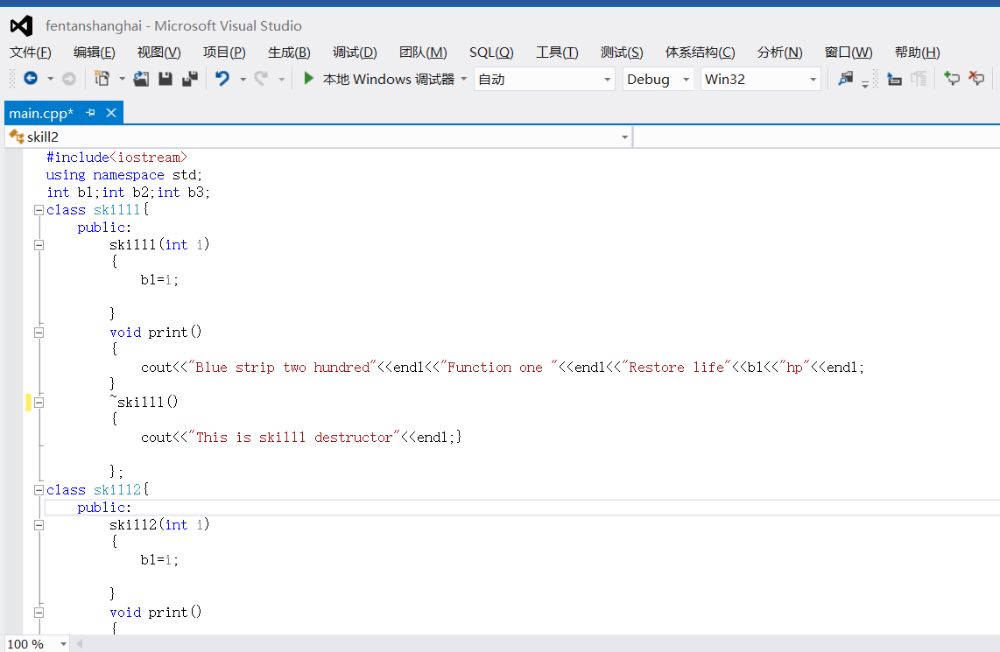 fentanshanghai - Microsoft Visual Studio
文件(F) 编辑(E) 视图(V) 项目(P) 生成(B) 调试(D) 团队(M) SQL(Q) 工具(T) 测试(S) 体系结构(C) 分析(N) 窗口(W) 帮助(H)
本地 Windows 调试器 自动 Debug Win32
main.cpp*
skill2
#include<iostream>
using namespace std;
int b1;int b2;int b3;
class skill1{
public:
skill1(int i)
{
b1=i;
}
void print()
{
cout<<"Blue strip two hundred"<<endl<<"Function one "<<endl<<"Restore life"<<b1<<"hp"<<endl;
}
~skill1()
{
cout<<"This is skill1 destructor"<<endl;}
};
class skill2{
public:
skill2(int i)
{
b1=i;
}
void print()
{
100 %